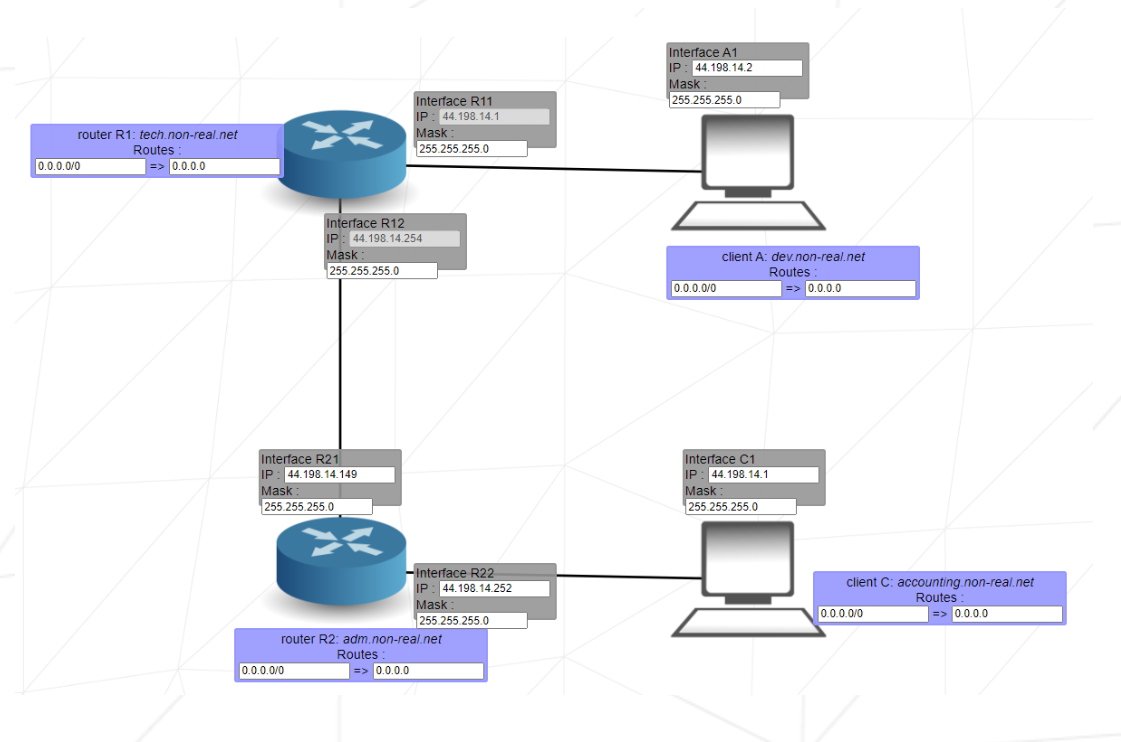 Interface A1
IP : 44.198.14.2
Mask :
255.255.255.0
Interface R11
IP : 44.198.14.1
Mask :
255.255.255.0
router R1: tech.non-real.net
Routes :
0.0.0.0/0 => 0.0.0.0
Interface R12
IP : 44.198.14.254
Mask :
255.255.255.0
client A: dev.non-real.net
Routes :
0.0.0.0/0 => 0.0.0.0
Interface R21
IP : 44.198.14.149
Mask :
255.255.255.0
Interface C1
IP : 44.198.14.1
Mask :
255.255.255.0
Interface R22
IP : 44.198.14.252
Mask :
255.255.255.0
client C: accounting.non-real.net
Routes :
0.0.0.0/0 => 0.0.0.0
router R2: adm.non-real.net
Routes :
0.0.0.0/0 => 0.0.0.0